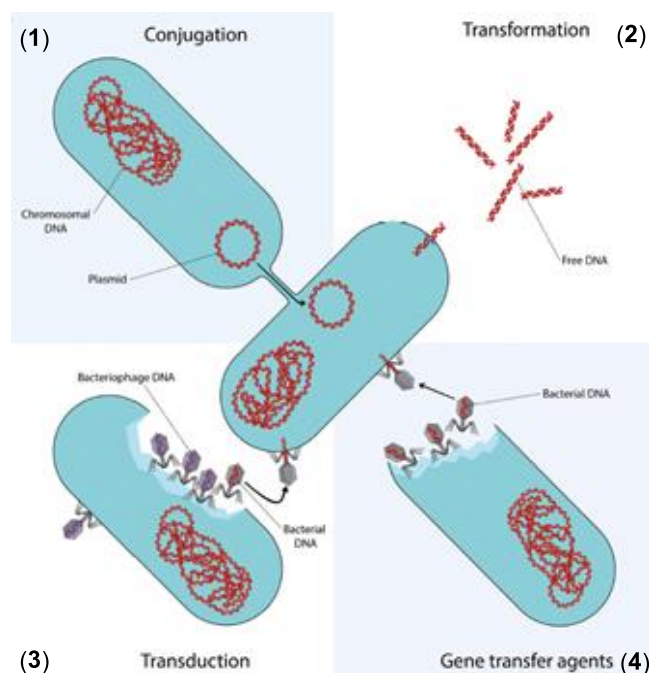 (1)
Conjugation
Transformation
(2)
Chromosomal
DNA
Plasmid
Free DNA
Bacteriophage DNA
Bacterial DNA
Bacterial
DNA
(3)
Transduction
Gene transfer agents
(4)